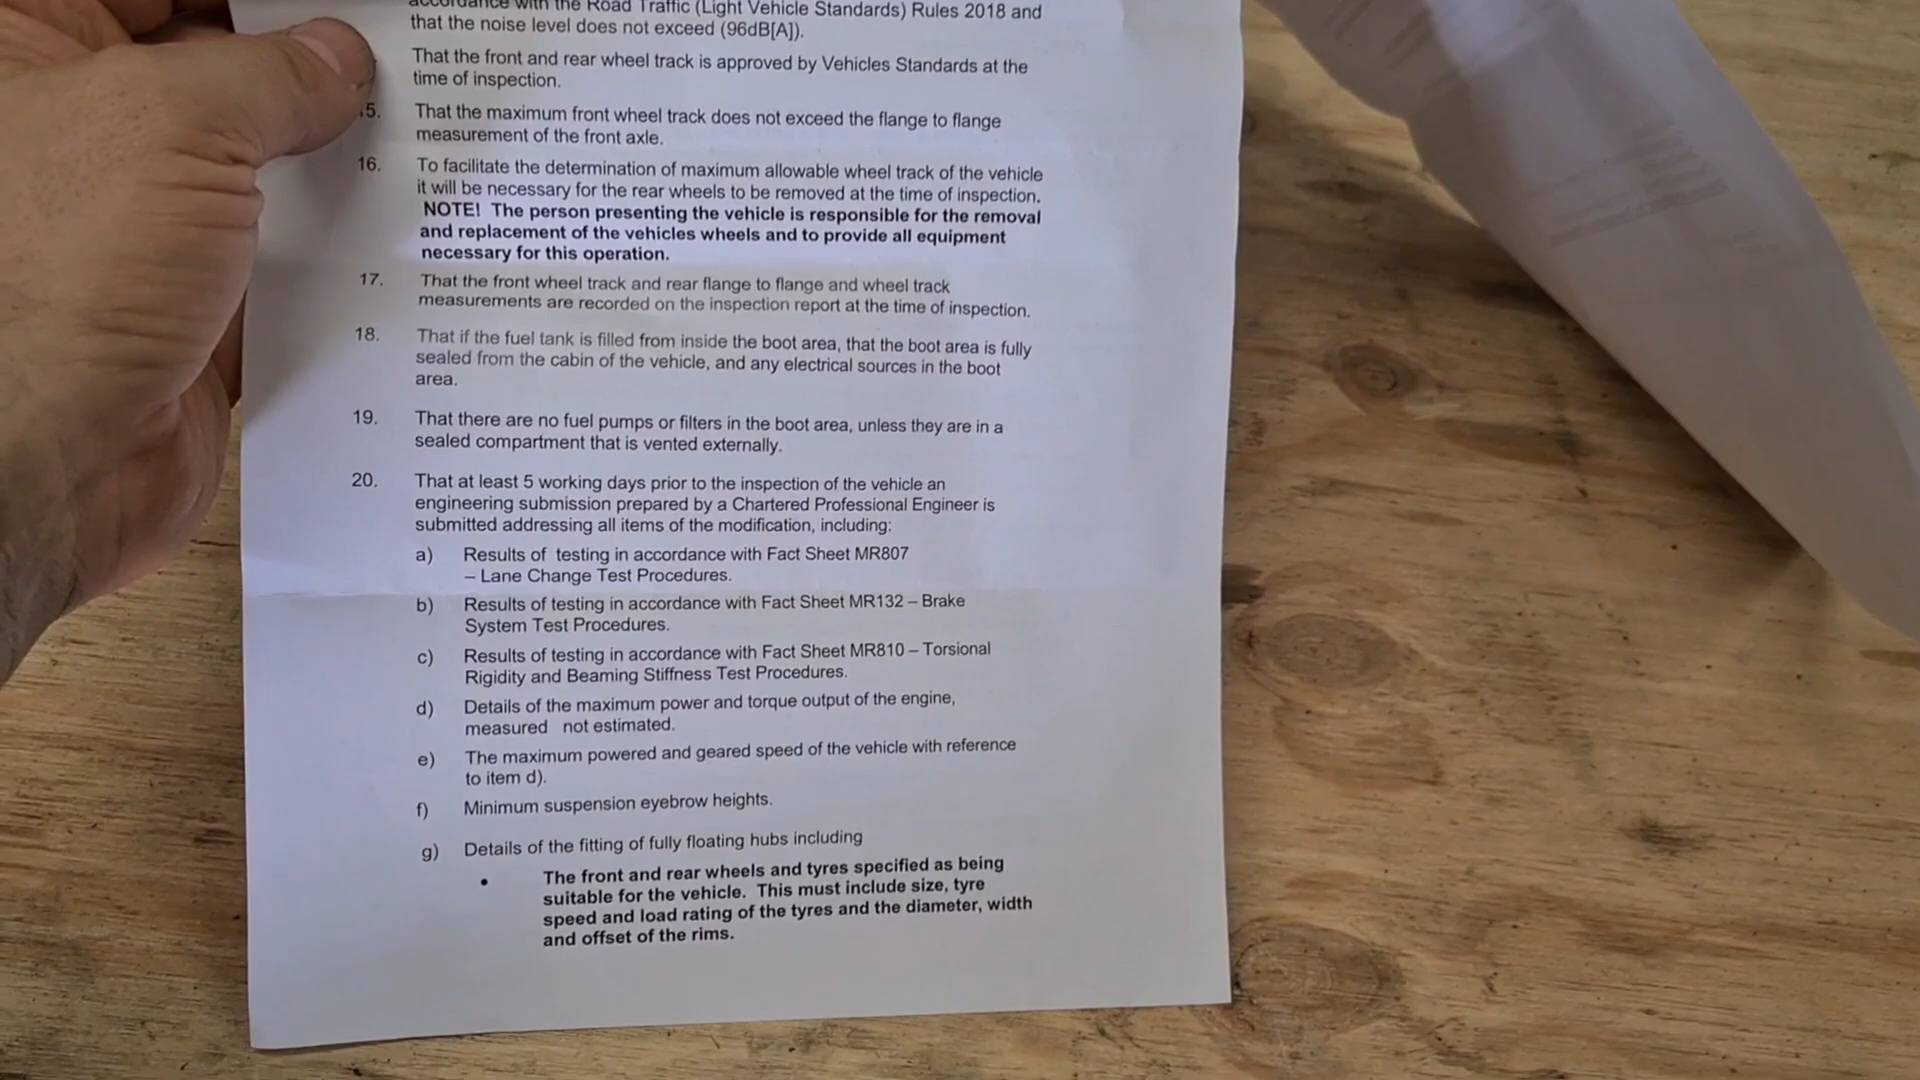 accordance with the Road Traffic (Light Vehicle Standards) Rules 2018 and
that the noise level does not exceed (96dB[A]).
That the front and rear wheel track is approved by Vehicles Standards at the
time of inspection.
5. That the maximum front wheel track does not exceed the flange to flange
measurement of the front axle.
16. To facilitate the determination of maximum allowable wheel track of the vehicle
it will be necessary for the rear wheels to be removed at the time of inspection.
NOTE! The person presenting the vehicle is responsible for the removal
and replacement of the vehicles wheels and to provide all equipment
necessary for this operation.
17. That the front wheel track and rear flange to flange and wheel track
measurements are recorded on the inspection report at the time of inspection.
18. That if the fuel tank is filled from inside the boot area, that the boot area is fully
sealed from the cabin of the vehicle, and any electrical sources in the boot
area.
19. That there are no fuel pumps or filters in the boot area, unless they are in a
sealed compartment that is vented externally.
20. That at least 5 working days prior to the inspection of the vehicle an
engineering submission prepared by a Chartered Professional Engineer is
submitted addressing all items of the modification, including:
a) Results of testing in accordance with Fact Sheet MR807
– Lane Change Test Procedures.
b) Results of testing in accordance with Fact Sheet MR132 – Brake
System Test Procedures.
c) Results of testing in accordance with Fact Sheet MR810 – Torsional
Rigidity and Beaming Stiffness Test Procedures.
d) Details of the maximum power and torque output of the engine,
measured not estimated.
e) The maximum powered and geared speed of the vehicle with reference
to item d).
f) Minimum suspension eyebrow heights.
g) Details of the fitting of fully floating hubs including
• The front and rear wheels and tyres specified as being
suitable for the vehicle. This must include size, tyre
speed and load rating of the tyres and the diameter, width
and offset of the rims.